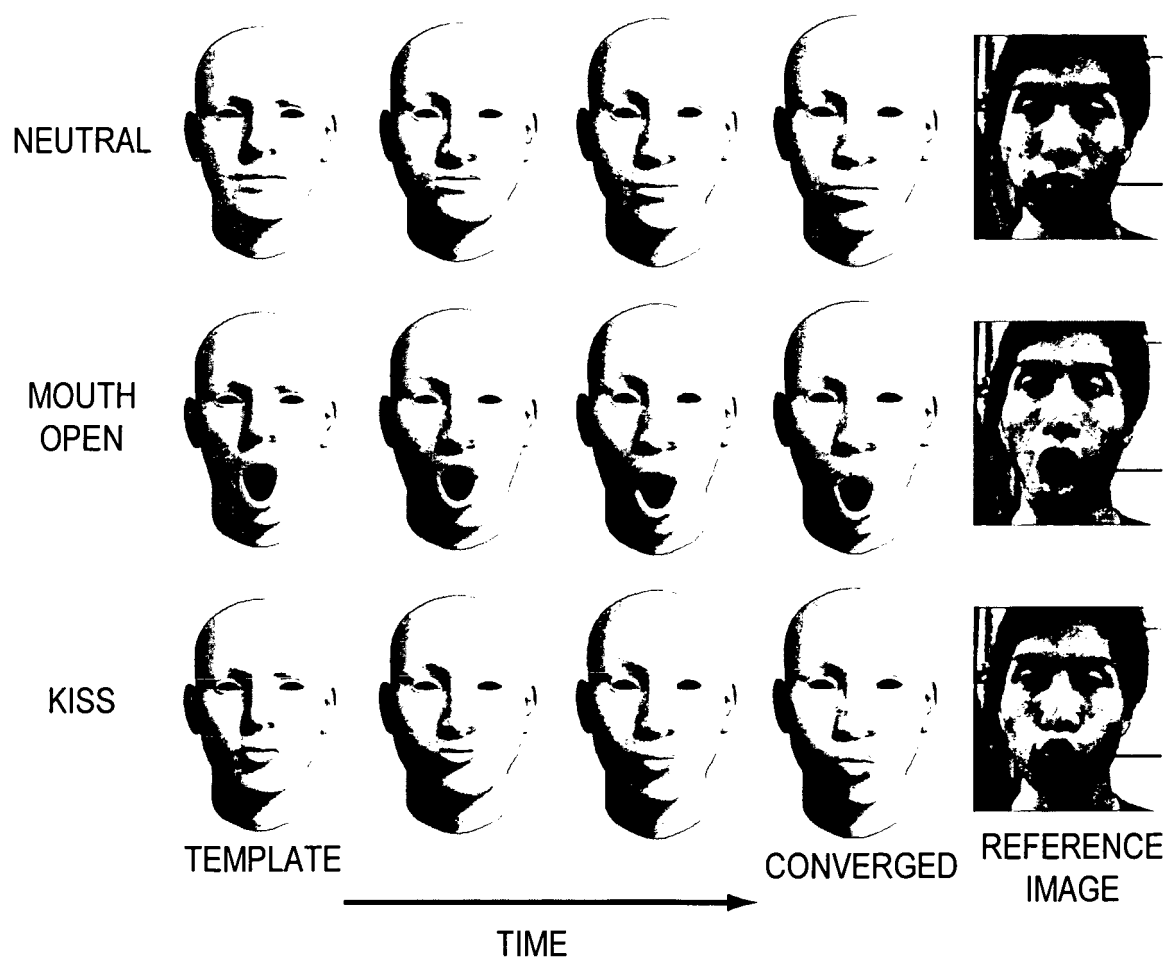 NEUTRAL
MOUTH
OPEN
KISS
TEMPLATE
CONVERGED
REFERENCE
IMAGE
TIME